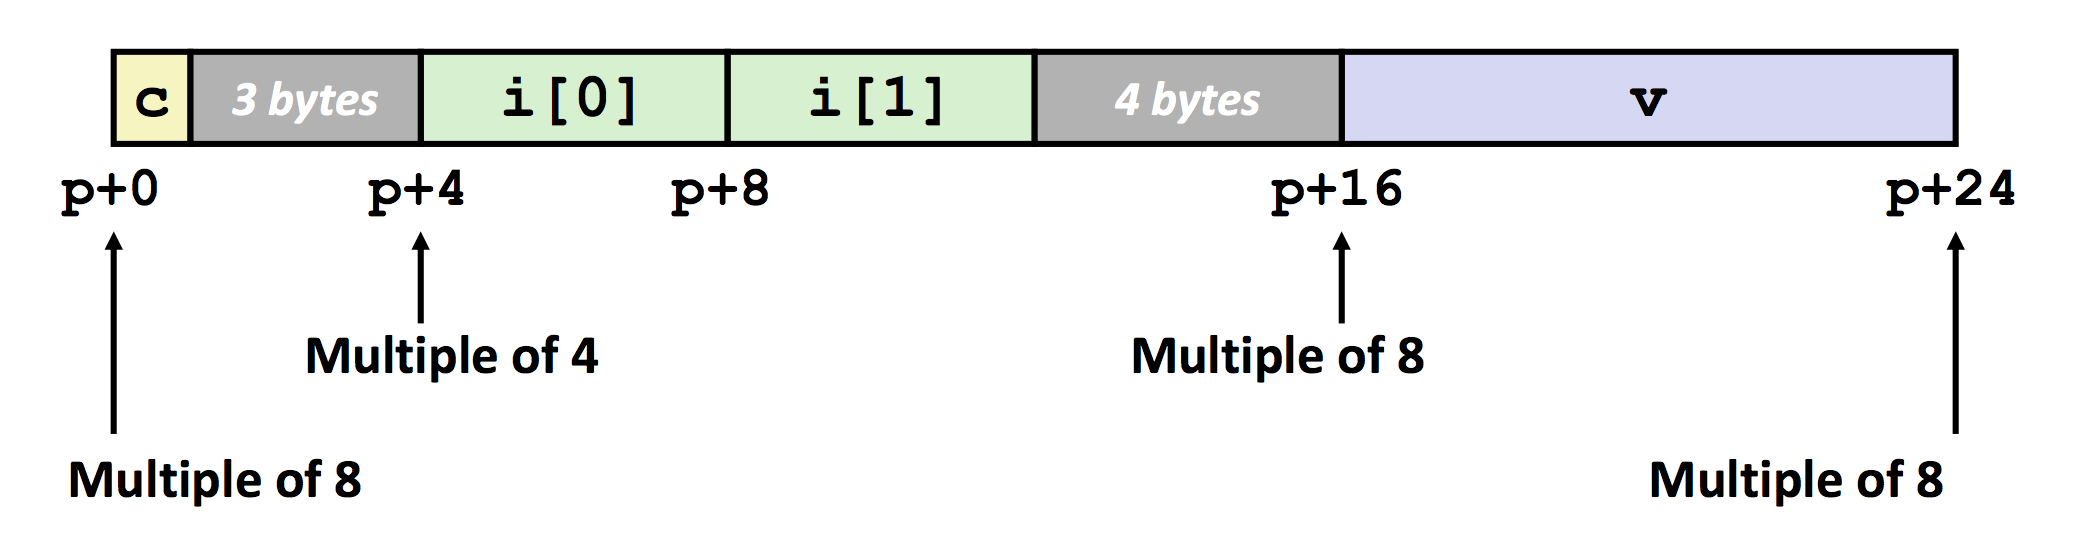 c 3 bytes i[0] i[1] 4 bytes v
p+0 p+4 p+8 p+16 p+24
Multiple of 4 Multiple of 8
Multiple of 8 Multiple of 8